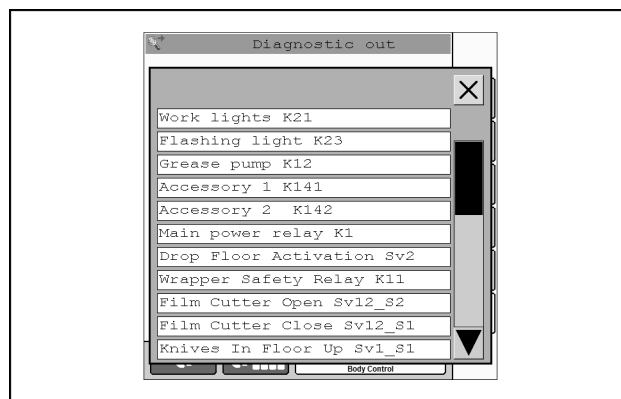 Diagnostic out
Work lights K21
Flashing light K23
Grease pump K12
Accessory 1 K141
Accessory 2 K142
Main power relay K1
Drop Floor Activation Sv2
Wrapper Safety Relay K11
Film Cutter Open Sv12_S2
Film Cutter Close Sv12_S1
Knives In Floor Up Sv1_S1
Body Control